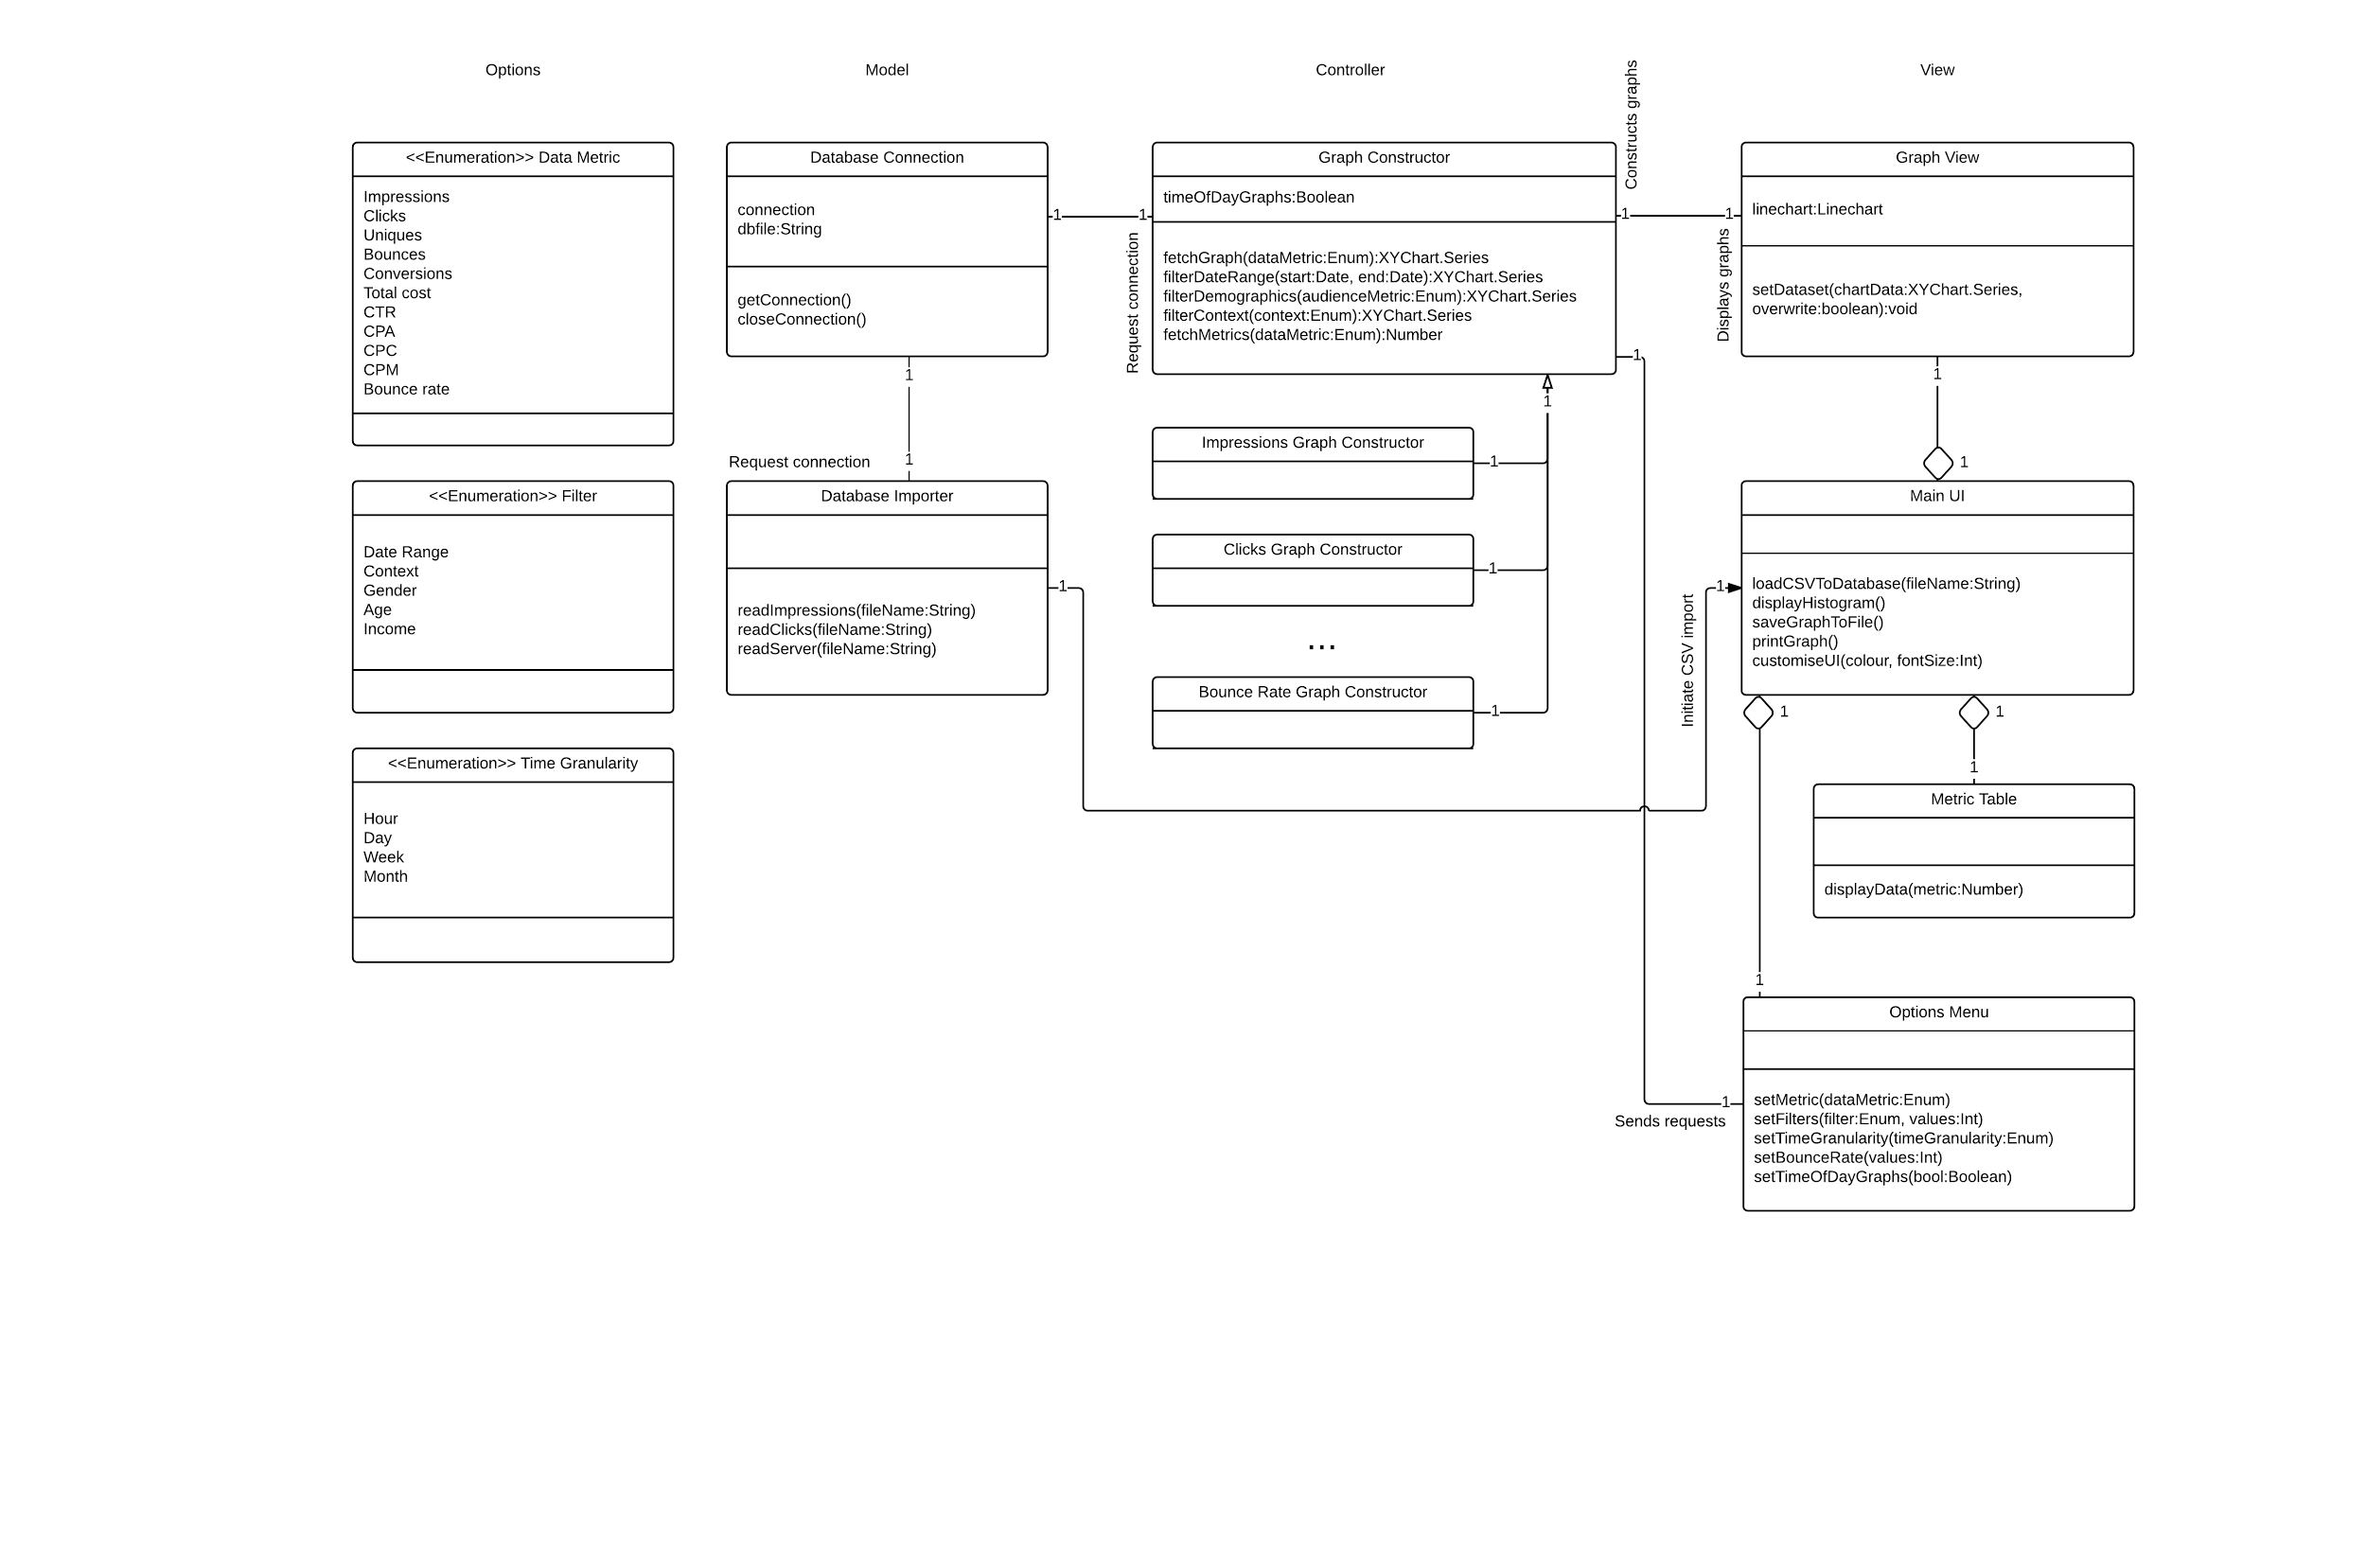 Options
Model
Controller
View
Constructs graphs
<<Enumeration>> Data Metric
Impressions
Clicks
Uniques
Bounces
Conversions
Total cost
CTR
CPA
CPC
CPM
Bounce rate
<<Enumeration>> Filter
Date Range
Context
Gender
Age
Income
<<Enumeration>> Time Granularity
Hour
Day
Week
Month
Database Connection
connection
dbfile:String
getConnection()
closeConnection()
1
1
Request connection
1
1
Request connection
Database Importer
readImpressions(fileName:String)
readClicks(fileName:String)
readServer(fileName:String)
1
Graph Constructor
timeOfDayGraphs:Boolean
fetchGraph(dataMetric:Enum):XYChart.Series
filterDateRange(start:Date, end:Date):XYChart.Series
filterDemographics(audienceMetric:Enum):XYChart.Series
filterContext(context:Enum):XYChart.Series
fetchMetrics(dataMetric:Enum):Number
1
1
1
1
Displays graphs
Impressions Graph Constructor
1
Clicks Graph Constructor
1
...
Bounce Rate Graph Constructor
1
Graph View
linechart:Linechart
setDataset(chartData:XYChart.Series,
overwrite:boolean):void
1
1
Main UI
loadCSVToDatabase(fileName:String)
displayHistogram()
saveGraphToFile()
printGraph()
customiseUI(colour, fontSize:Int)
1
Initiate CSV import
1
1
1
Metric Table
displayData(metric:Number)
1
Options Menu
setMetric(dataMetric:Enum)
setFilters(filter:Enum, values:Int)
setTimeGranularity(timeGranularity:Enum)
setBounceRate(values:Int)
setTimeOfDayGraphs(bool:Boolean)
1
Sends requests